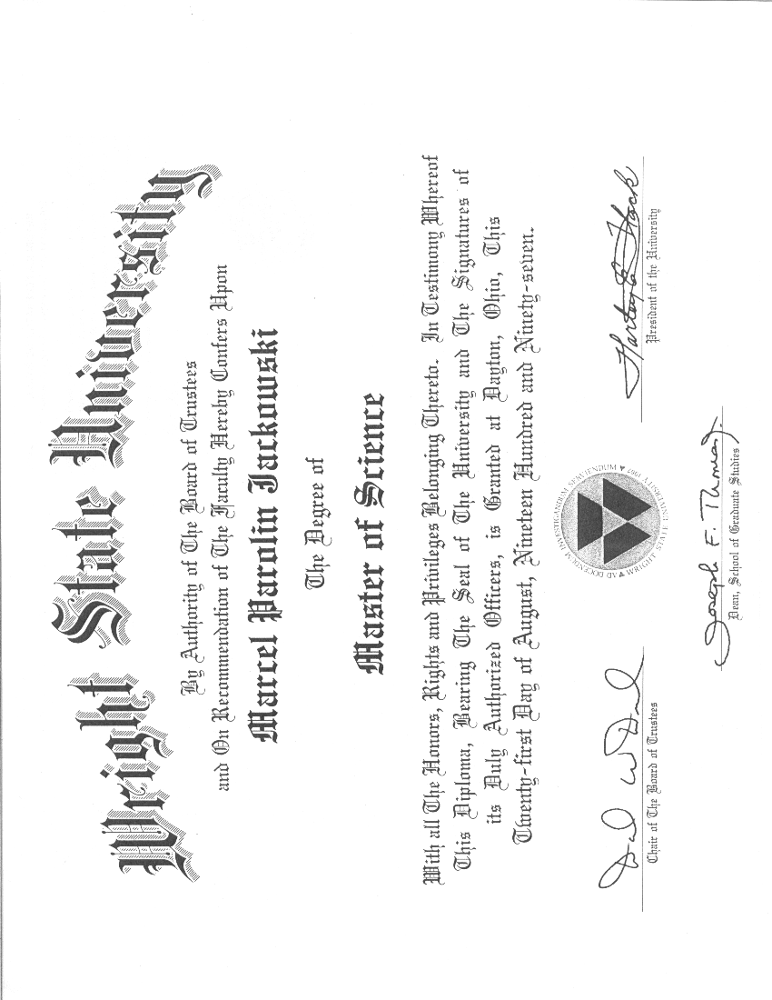 Wright State University
By Authority of The Board of Trustees
and On Recommendation of The Faculty Hereby Confers Upon
Marcel Parolin Jackowski
The Degree of
Master of Science
With all The Honors, Rights and Privileges Belonging Thereto. In Testimony Whereof
This Diploma, Bearing The Seal of The University and The Signatures of
its Duly Authorized Officers, is Granted at Dayton, Ohio, This
Twenty-first Day of August, Nineteen Hundred and Ninety-seven.
AD DOCENDUM INVESTIGANDUM SERVIENDUM ▲ 1967 ▲ WRIGHT STATE UNIVERSITY
Chair of The Board of Trustees
Harley E Flack
President of the University
Joseph F. Thomas, Jr.
Dean, School of Graduate Studies